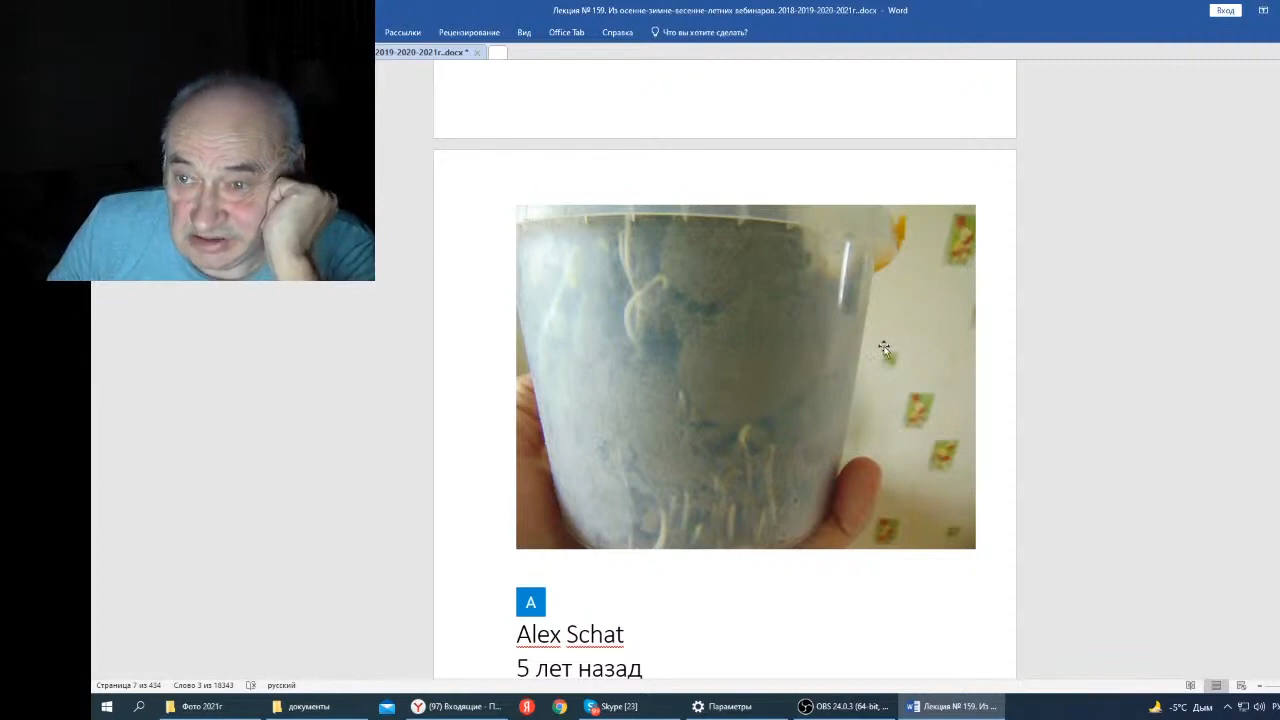 Лекция № 159. Из осенне-зимне-весенне-летних вебинаров. 2018-2019-2020-2021г..docx - Word
Вход
Рассылки Рецензирование Вид Office Tab Справка Что вы хотите сделать?
2019-2020-2021г..docx *
A
Alex Schat
5 лет назад
Страница 7 из 434 Слово 3 из 18343 русский
Фото 2021г документы (97) Входящие - П... Skype [23] Параметры OBS 24.0.3 (64-bit, ... Лекция № 159. Из ... -5°C Дым